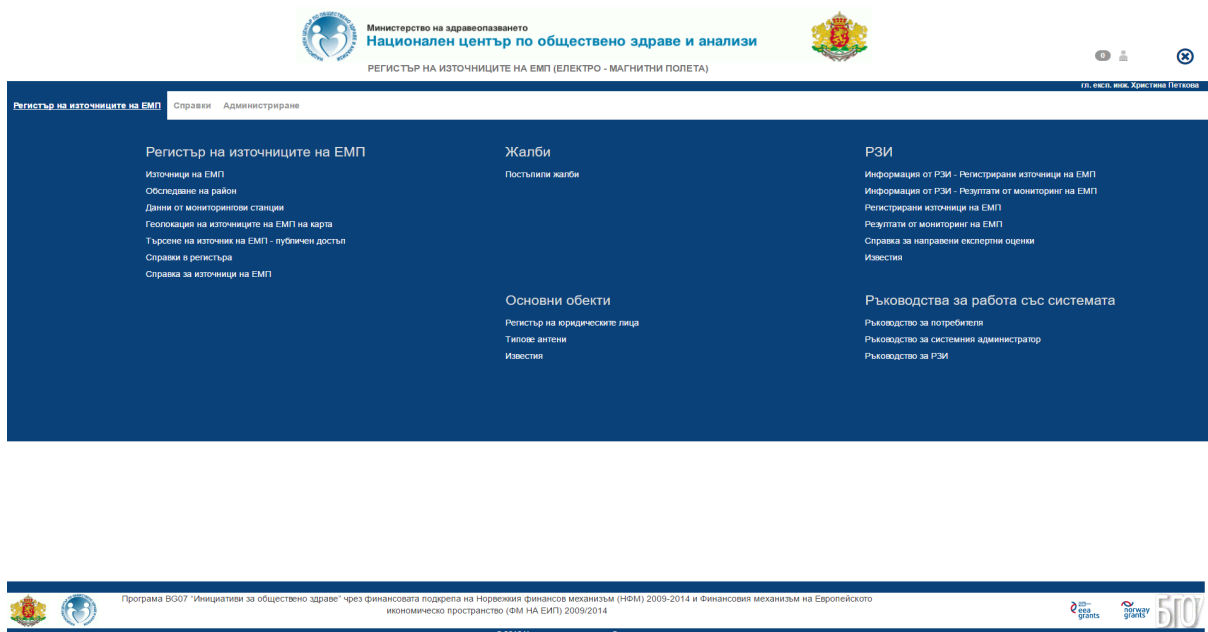 Министерство на здравеопазването
Национален център по обществено здраве и анализи
РЕГИСТЪР НА ИЗТОЧНИЦИТЕ НА ЕМП (ЕЛЕКТРО - МАГНИТНИ ПОЛЕТА)
0
гл. експ. инж. Христина Петкова
Регистър на източниците на ЕМП Справки Администриране
Регистър на източниците на ЕМП
Източници на ЕМП
Обследване на район
Данни от мониторингови станции
Геолокация на източниците на ЕМП на карта
Търсене на източник на ЕМП - публичен достъп
Справки в регистъра
Справка за източници на ЕМП
Жалби
Постъпили жалби
РЗИ
Информация от РЗИ - Регистрирани източници на ЕМП
Информация от РЗИ - Резултати от мониторинг на ЕМП
Регистрирани източници на ЕМП
Резултати от мониторинг на ЕМП
Справка за направени експертни оценки
Известия
Основни обекти
Регистър на юридическите лица
Типове антени
Известия
Ръководства за работа със системата
Ръководство за потребителя
Ръководство за системния администратор
Ръководство за РЗИ
Програма BG07 "Инициативи за обществено здраве" чрез финансовата подкрепа на Норвежкия финансов механизъм (НФМ) 2009-2014 и Финансовия механизъм на Европейското
икономическо пространство (ФМ НА ЕИП) 2009/2014
eea
grants
norway
grants
БГО